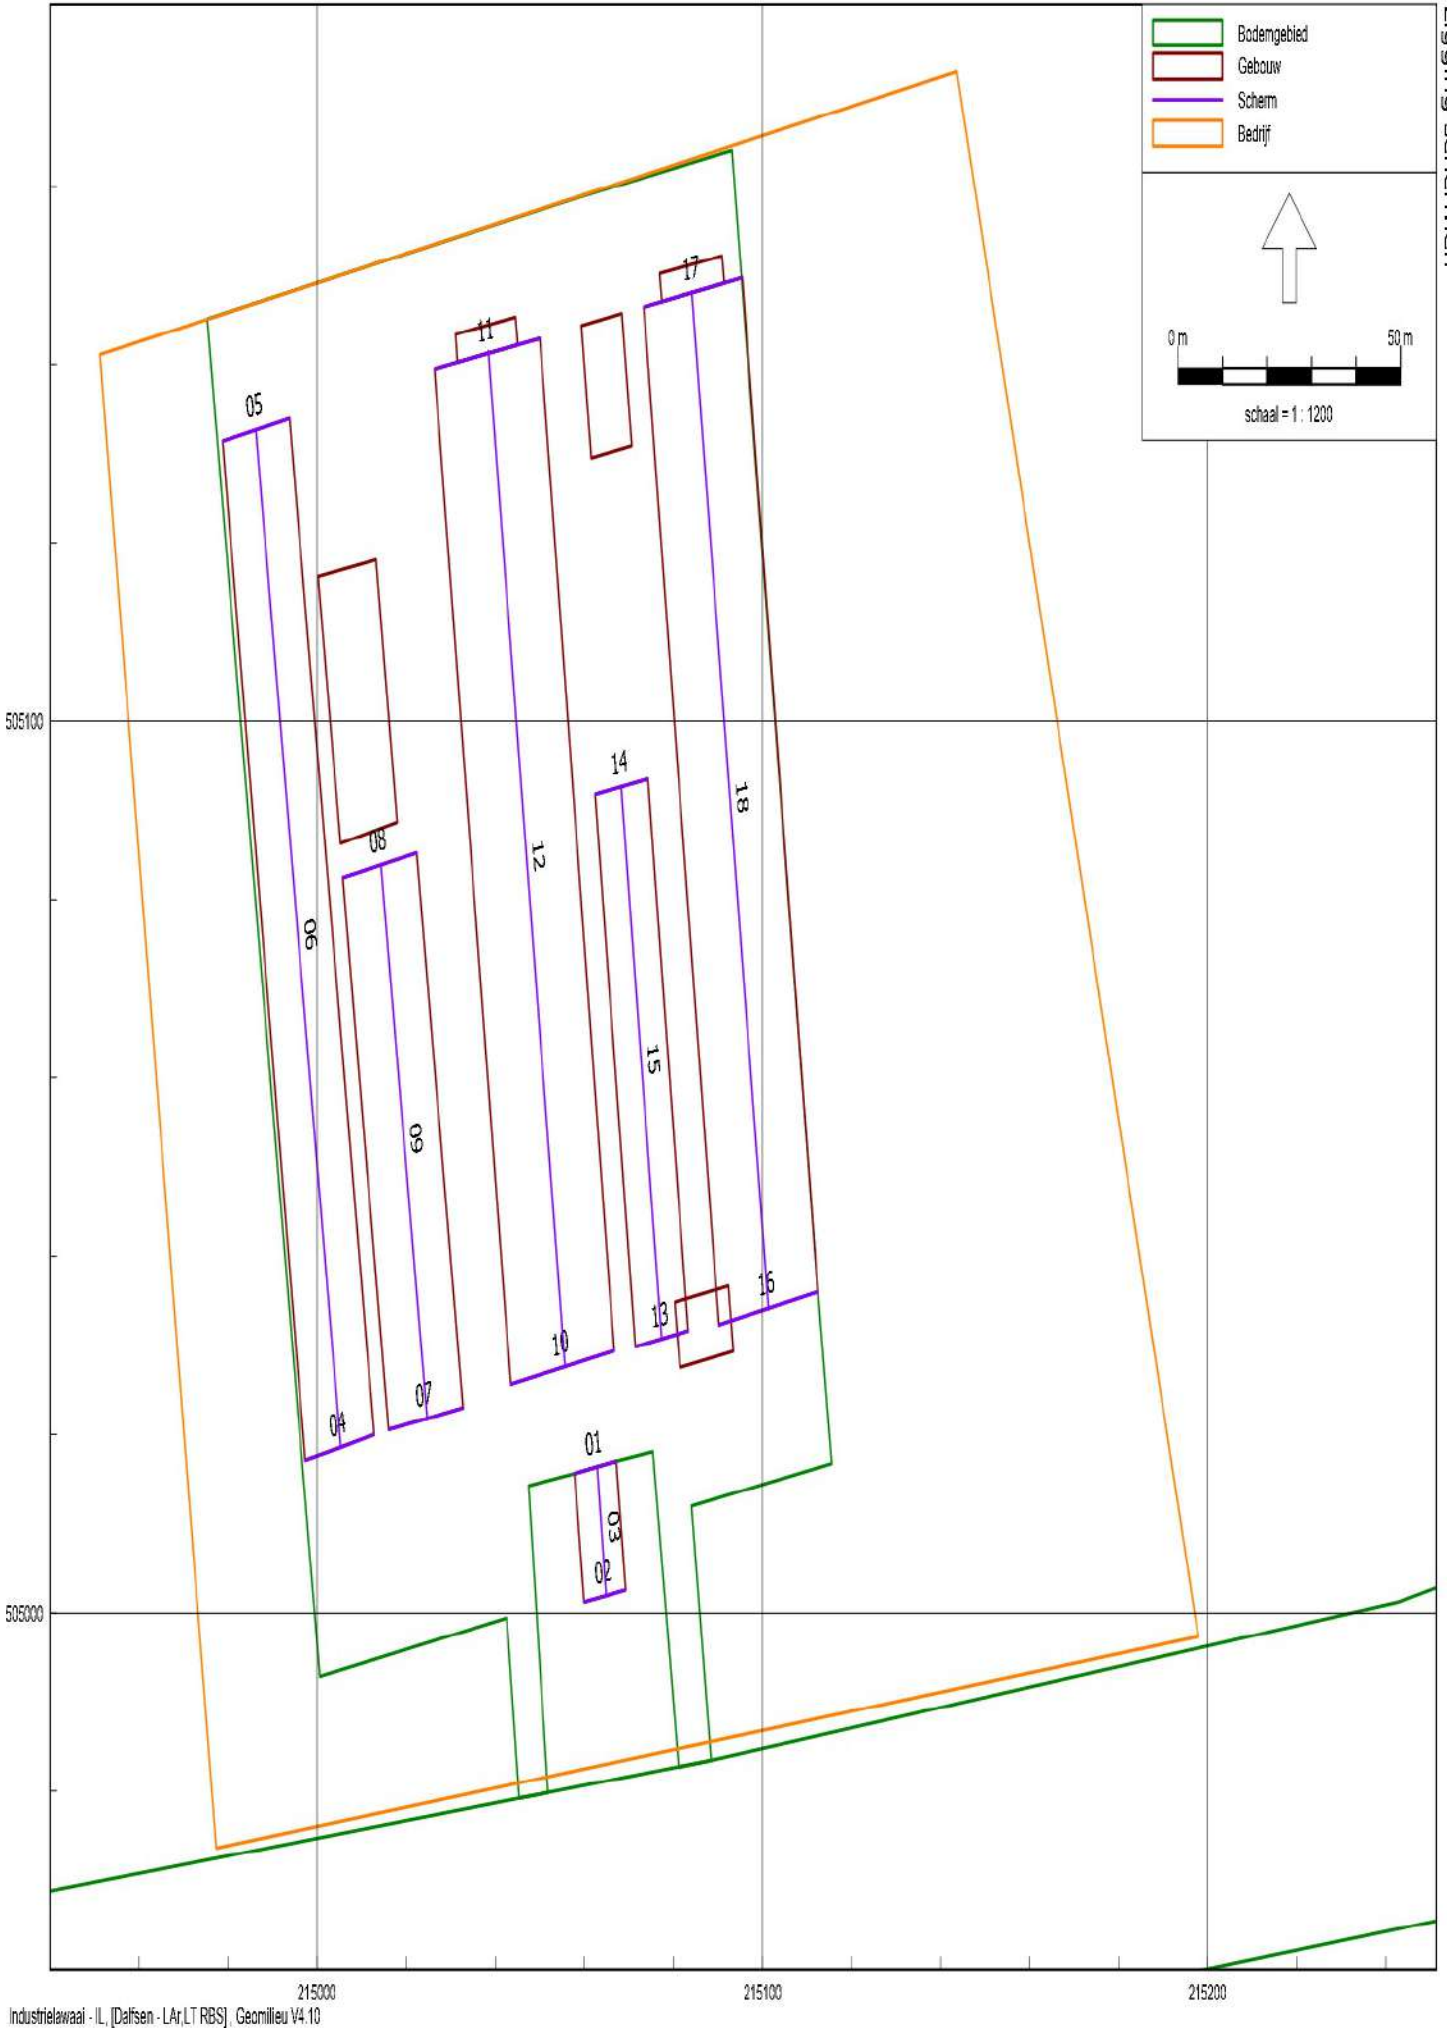 Bodemgebied
Gebouw
Scherm
Bedrijf
0 m
50 m
schaal = 1 : 1200
17
11
05
505100
14
18
08
12
06
15
09
16
13
10
07
04
01
03
02
505000
215000
215100
215200
Industrielawaai - IL, [Dalfsen - LAr,LT RBS] , Geomilieu V4.10